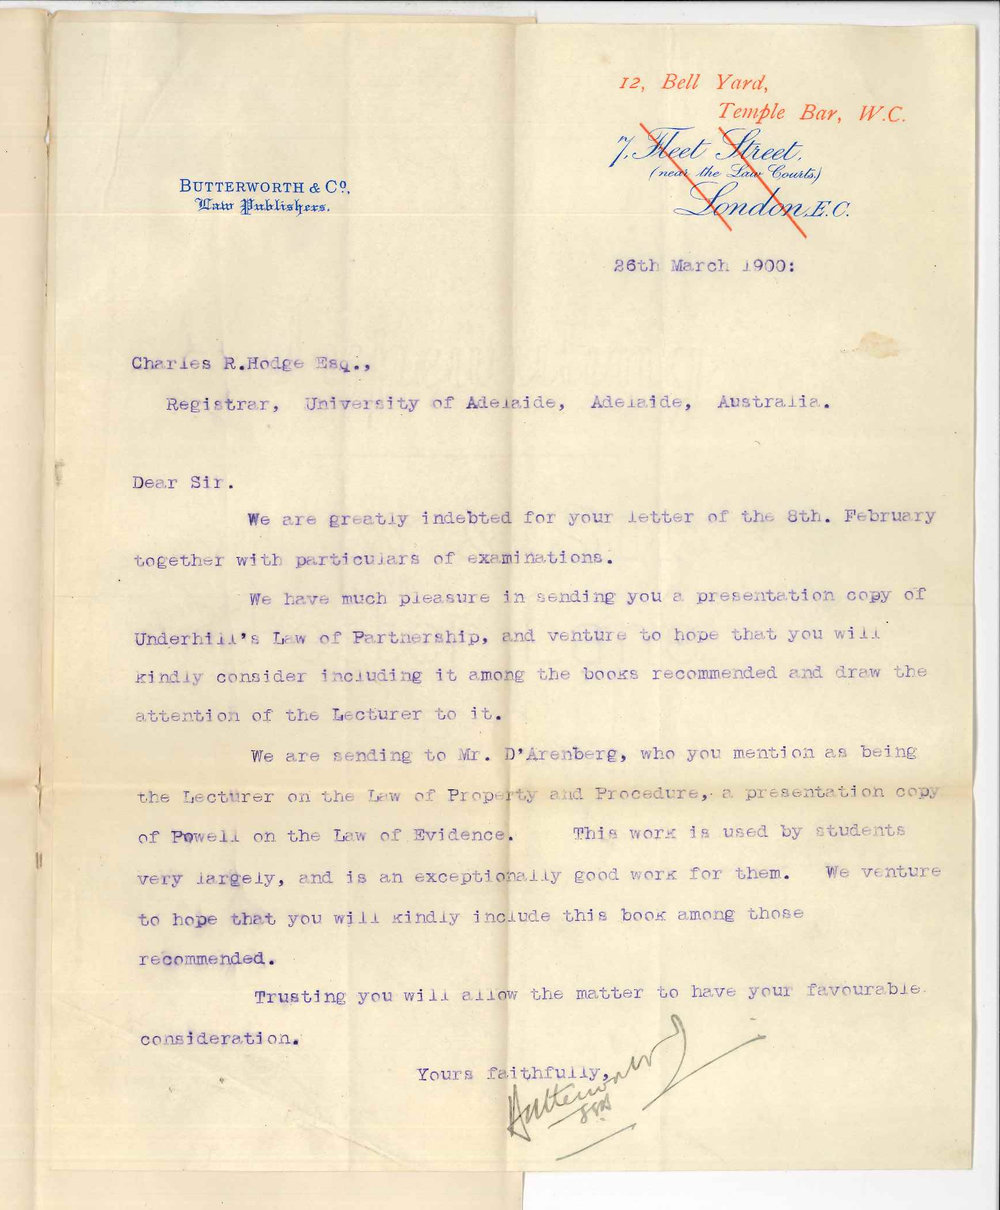 12, Bell Yard,
Temple Bar, W.C.
7, Fleet Street,
(near the Law Courts,)
London, E.C.
BUTTERWORTH & Co.,
Law Publishers.
26th March 1900:
Charles R.Hodge Esq.,
Registrar, University of Adelaide, Adelaide, Australia.
Dear Sir.
We are greatly indebted for your letter of the 8th. February
together with particulars of examinations.
We have much pleasure in sending you a presentation copy of
Underhill's Law of Partnership, and venture to hope that you will
kindly consider including it among the books recommended and draw the
attention of the Lecturer to it.
We are sending to Mr. D'Arenberg, who you mention as being
the Lecturer on the Law of Property and Procedure, a presentation copy
of Powell on the Law of Evidence. This work is used by students
very largely, and is an exceptionally good work for them. We venture
to hope that you will kindly include this book among those
recommended.
Trusting you will allow the matter to have your favourable
consideration.
Yours faithfully,
Butterworth